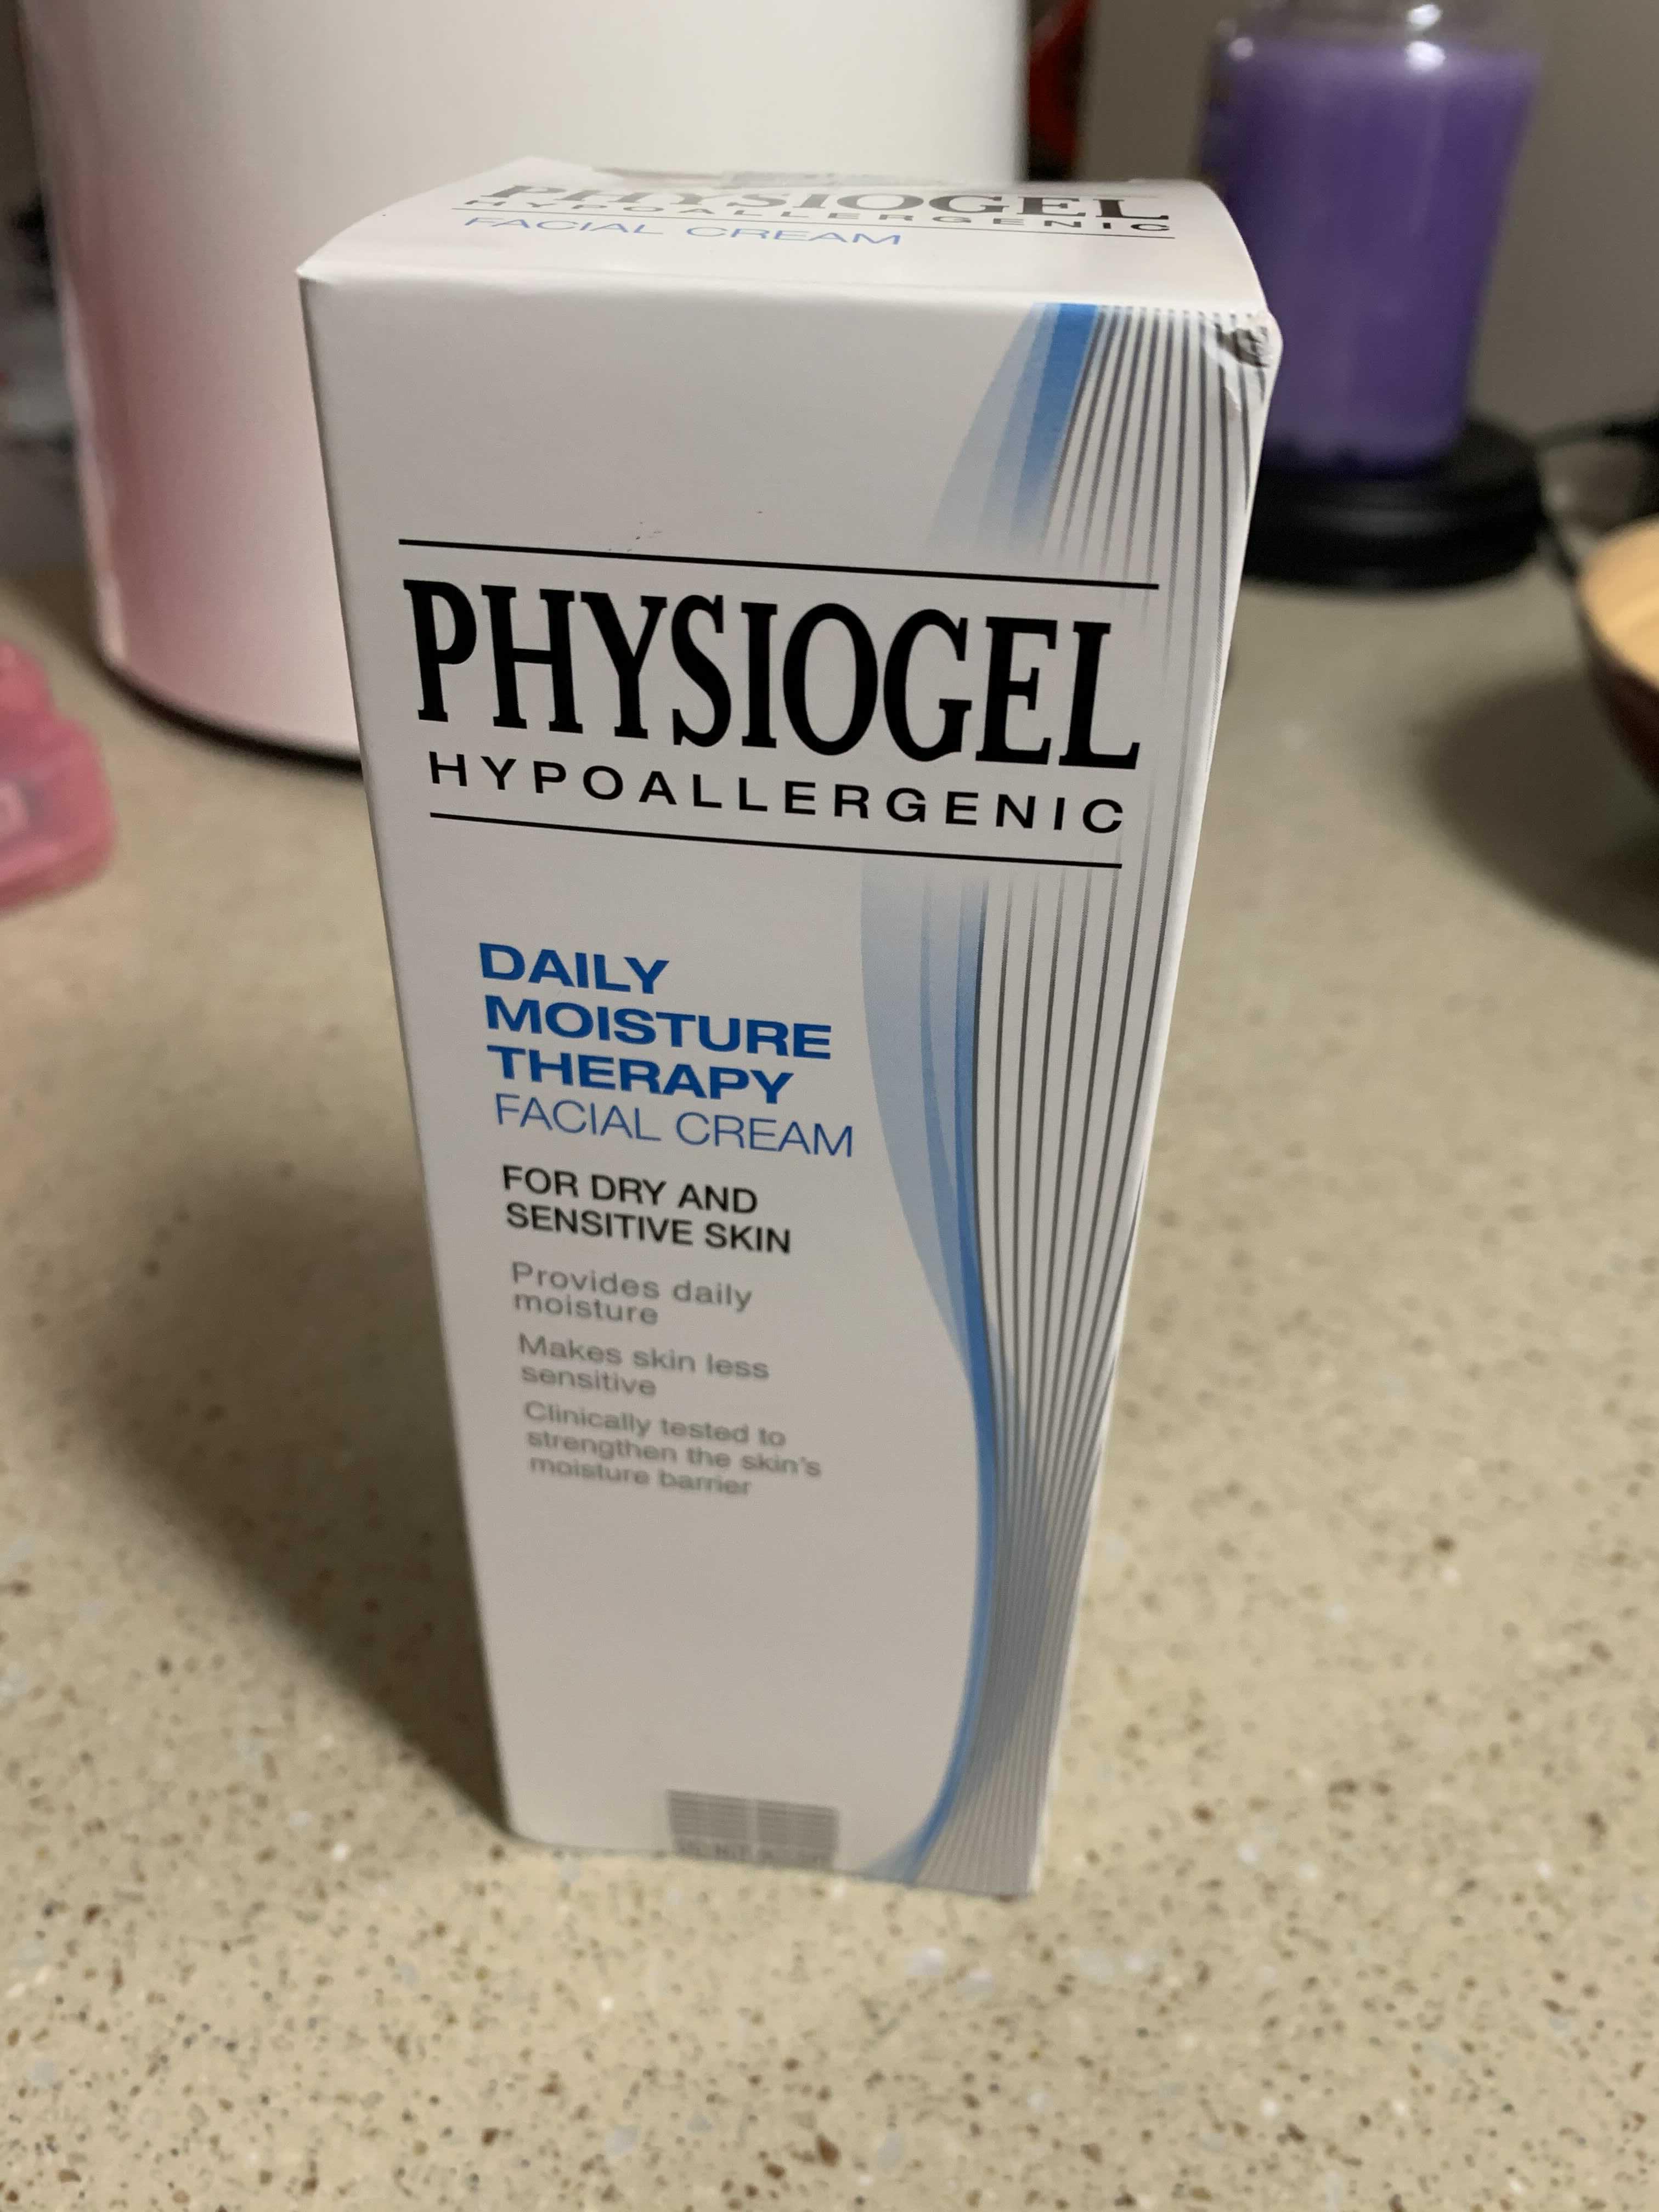 PHYSIOGEL
HYPOALLERGENIC
FACIAL CREAM
PHYSIOGEL
HYPOALLERGENIC
DAILY
MOISTURE
THERAPY
FACIAL CREAM
FOR DRY AND
SENSITIVE SKIN
Provides daily
moisture
Makes skin less
sensitive
Clinically tested to
strengthen the skin's
moisture barrier